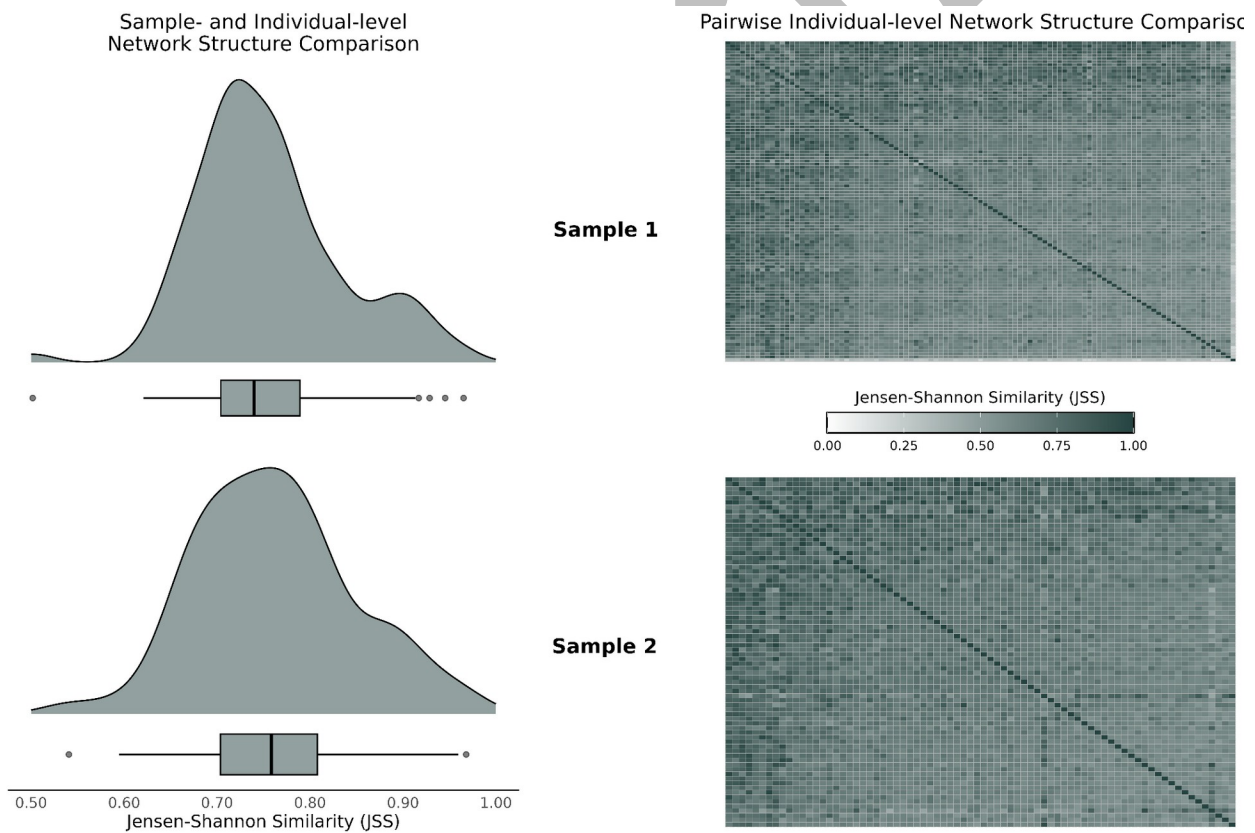 Sample- and Individual-level
Network Structure Comparison
Pairwise Individual-level Network Structure Compariso
Sample 1
Jensen-Shannon Similarity (JSS)
0.00 0.25 0.50 0.75 1.00
Sample 2
0.50 0.60 0.70 0.80 0.90 1.00
Jensen-Shannon Similarity (JSS)